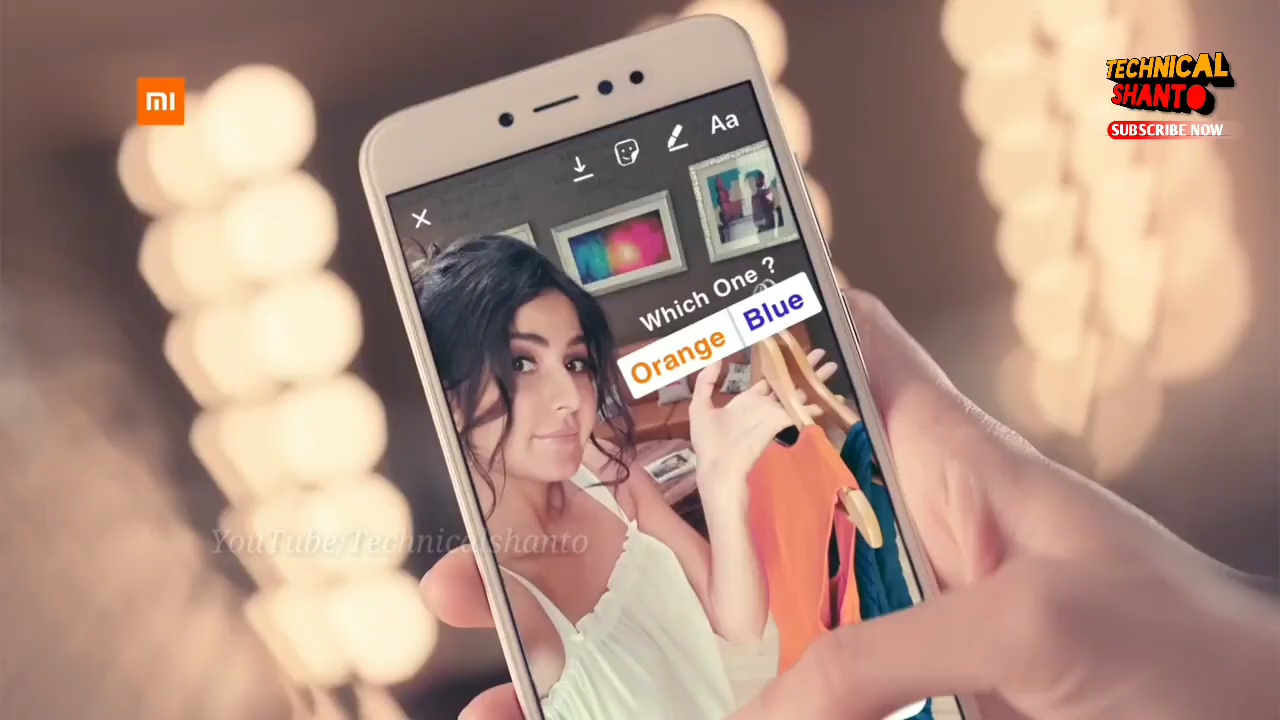 mi
TECHNICAL
SHANTO
SUBSCRIBE NOW
Aa
Which One ?
Orange Blue
YouTube/Technicalshanto